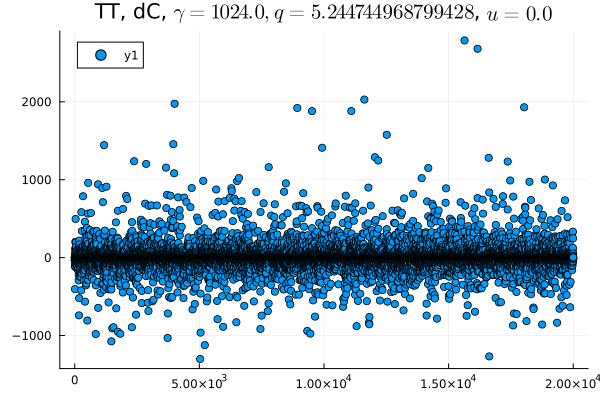 TT, dC, γ = 1024.0, q = 5.244744968799428, u = 0.0
y1
2000
1000
0
−1000
0 5.00×10³ 1.00×10⁴ 1.50×10⁴ 2.00×10⁴